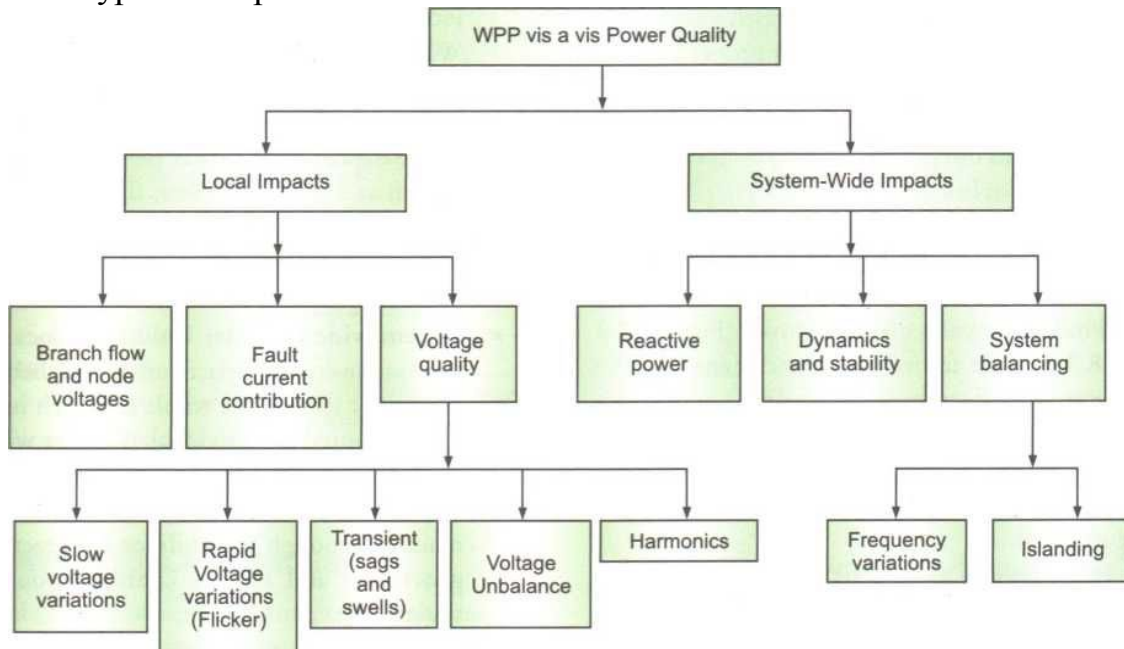 WPP vis a vis Power Quality
Local Impacts
System-Wide Impacts
Branch flow
and node
voltages
Fault
current
contribution
Voltage
quality
Reactive
power
Dynamics
and stability
System
balancing
Slow
voltage
variations
Rapid
Voltage
variations
(Flicker)
Transient
(sags
and
swells)
Voltage
Unbalance
Harmonics
Frequency
variations
Islanding